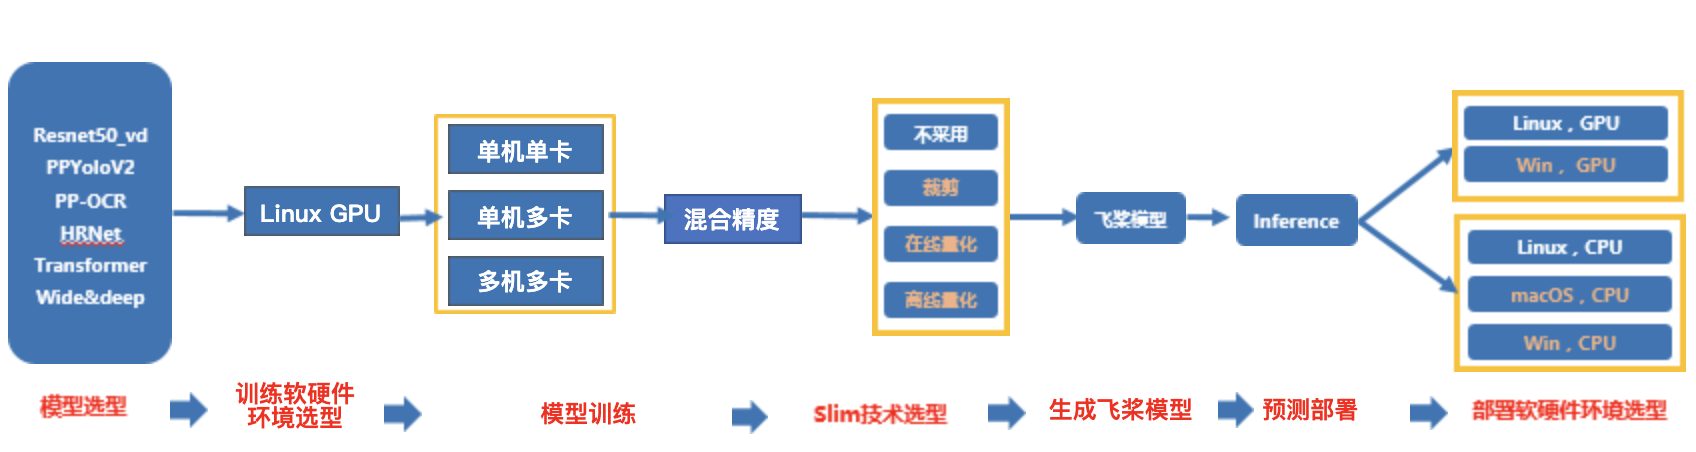 Resnet50_vd
PPYoloV2
PP-OCR
HRNet
Transformer
Wide&deep
Linux GPU
单机单卡
单机多卡
多机多卡
混合精度
不采用
裁剪
在线量化
离线量化
飞桨模型
Inference
Linux，GPU
Win，GPU
Linux，CPU
macOS，CPU
Win，CPU
模型选型
训练软硬件
环境选型
模型训练
Slim技术选型
生成飞桨模型
预测部署
部署软硬件环境选型